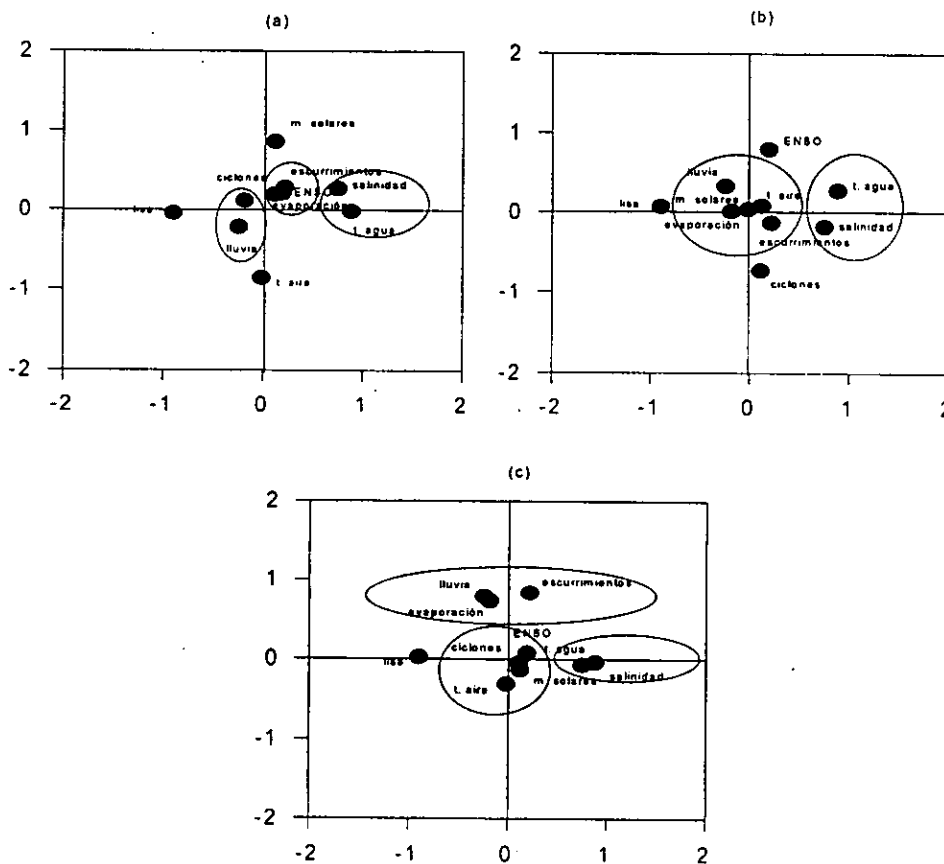 (a)
2
1
0
-1
-2
m. solares
ciclones
escurrimientos
ENSO
salinidad
evaporación
lisa
t. agua
lluvia
t. aire
-2 -1 0 1 2
(b)
2
1
0
-1
-2
ENSO
lluvia
t. agua
lisa
m. solares
t. aire
evaporación
salinidad
escurrimientos
ciclones
-2 -1 0 1 2
(c)
2
1
0
-1
-2
lluvia
escurrimientos
evaporación
ENSO
ciclones
t. agua
lisa
t. aire
m. solares
salinidad
-2 -1 0 1 2